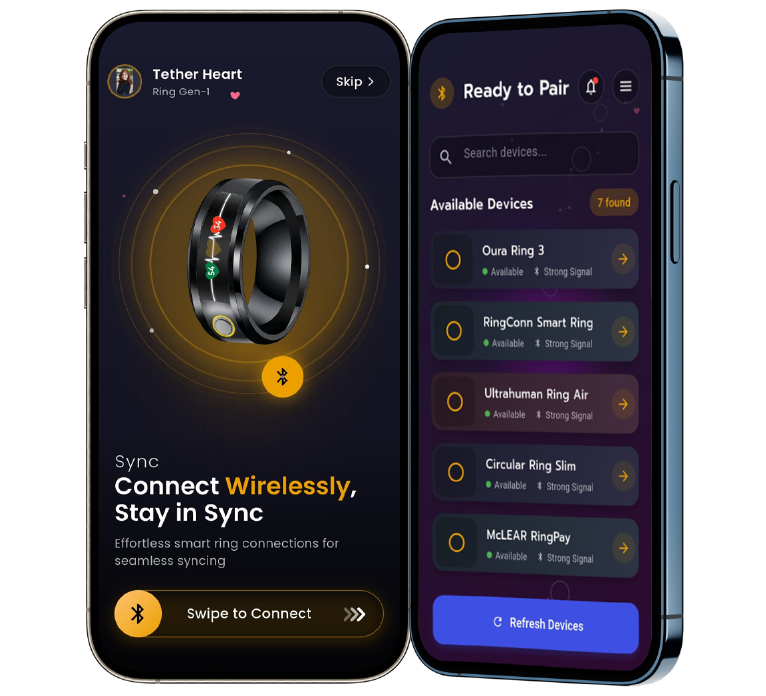 Tether Heart
Ring Gen-1
Skip
34
54
Sync
Connect Wirelessly,
Stay in Sync
Effortless smart ring connections for
seamless syncing
Swipe to Connect
Ready to Pair
Search devices...
Available Devices
7 found
Oura Ring 3
Available
Strong Signal
RingConn Smart Ring
Available
Strong Signal
Ultrahuman Ring Air
Available
Strong Signal
Circular Ring Slim
Available
Strong Signal
McLEAR RingPay
Available
Strong Signal
Refresh Devices